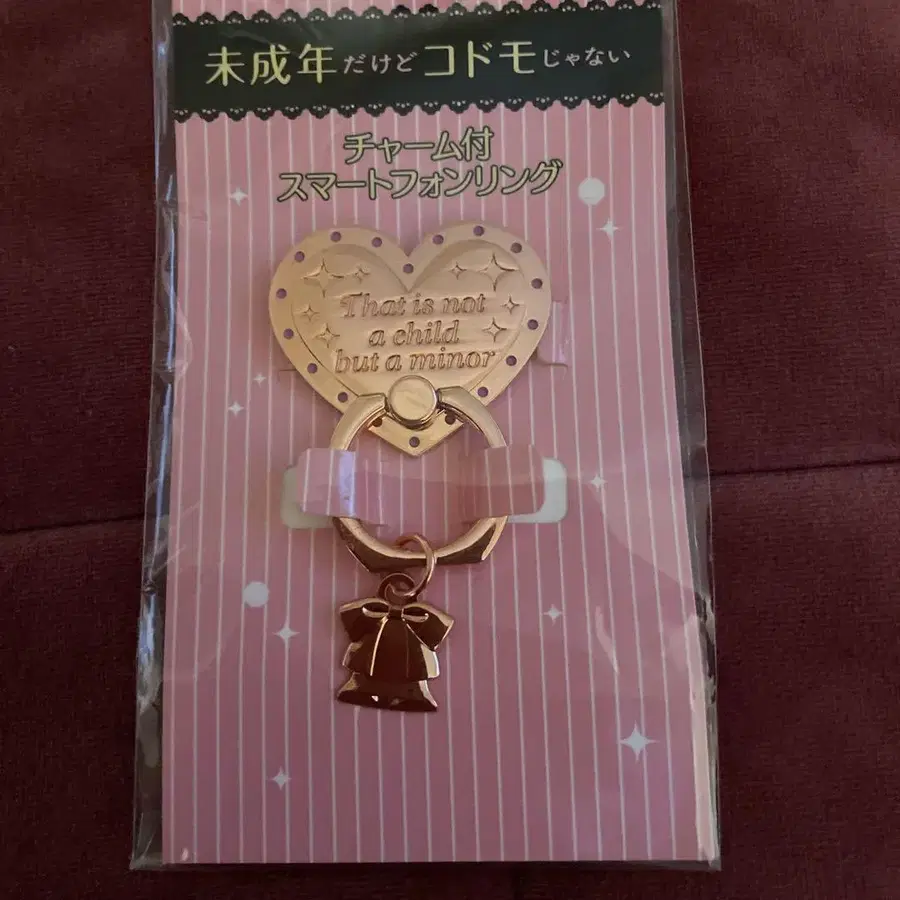 未成年だけどコドモじゃない
チャーム付
スマートフォンリング
That is not
a child
but a minor